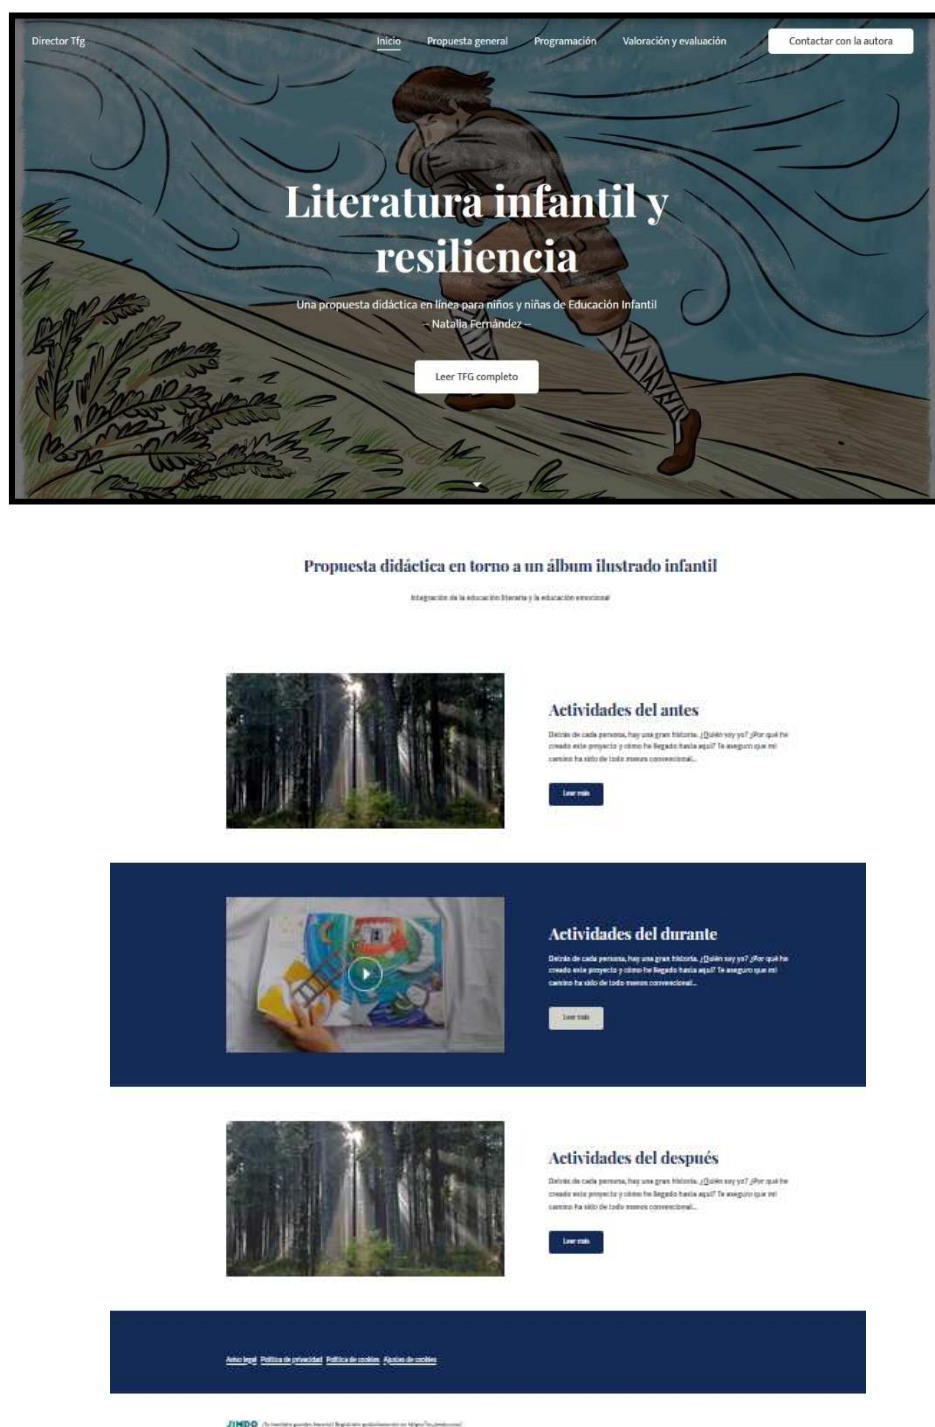 Director Tfg
Inicio
Propuesta general
Programación
Valoración y evaluación
Contactar con la autora
Literatura infantil y
resiliencia
Una propuesta didáctica en línea para niños y niñas de Educación Infantil
– Natalia Fernández –
Leer TFG completo
Propuesta didáctica en torno a un álbum ilustrado infantil
Integración de la educación literaria y la educación emocional
Actividades del antes
Detrás de cada persona, hay una gran historia. ¿Quién soy yo? ¿Por qué he
creado este proyecto y cómo he llegado hasta aquí? Te aseguro que mi
camino ha sido de todo menos convencional...
Leer más
Actividades del durante
Detrás de cada persona, hay una gran historia. ¿Quién soy yo? ¿Por qué he
creado este proyecto y cómo he llegado hasta aquí? Te aseguro que mi
camino ha sido de todo menos convencional...
Leer más
Actividades del después
Detrás de cada persona, hay una gran historia. ¿Quién soy yo? ¿Por qué he
creado este proyecto y cómo he llegado hasta aquí? Te aseguro que mi
camino ha sido de todo menos convencional...
Leer más
Aviso legal Política de privacidad Política de cookies Ajustes de cookies
JIMDO